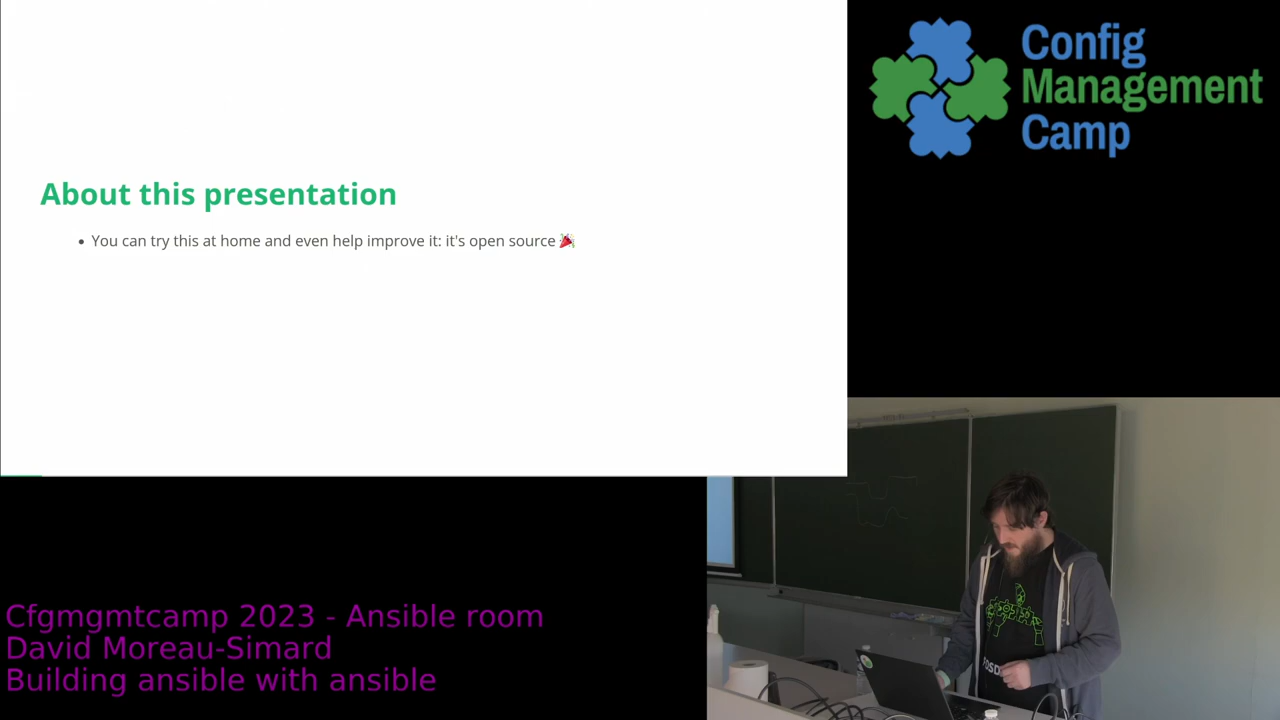 About this presentation
You can try this at home and even help improve it: it's open source
Config
Management
Camp
Cfgmgmtcamp 2023 - Ansible room
David Moreau-Simard
Building ansible with ansible